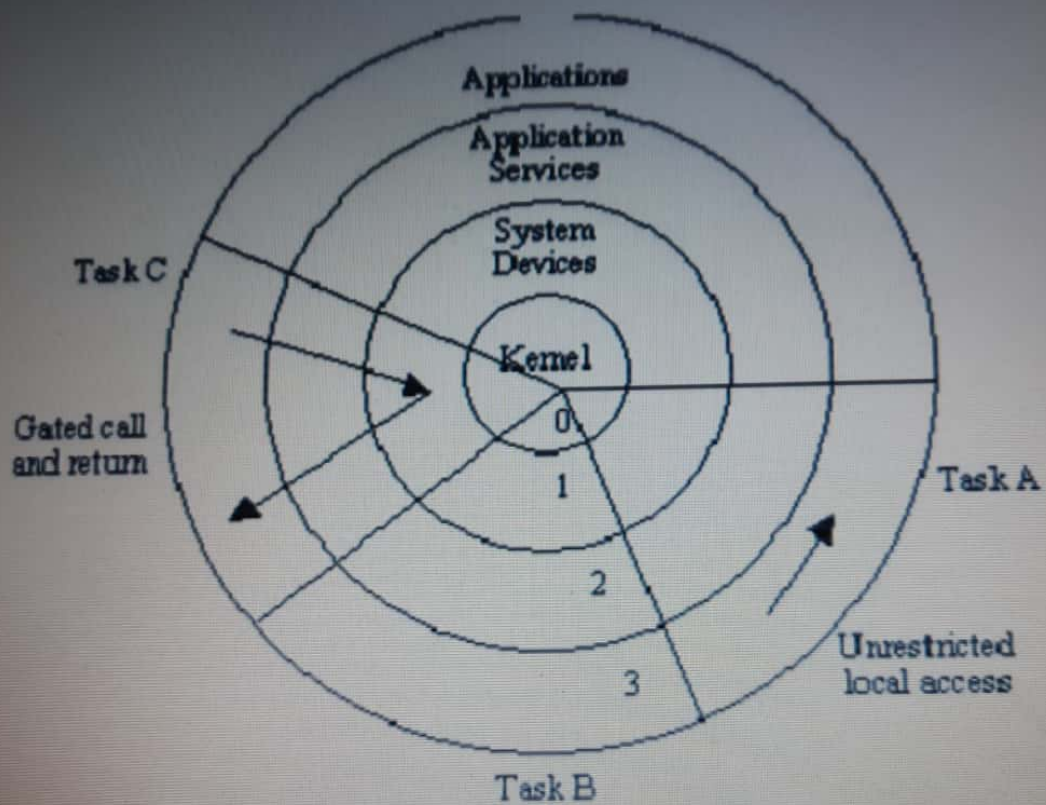 Applications
Application
Services
System
Devices
Kernel
Task C
Gated call
and return
0
1
2
3
Task A
Unrestricted
local access
Task B